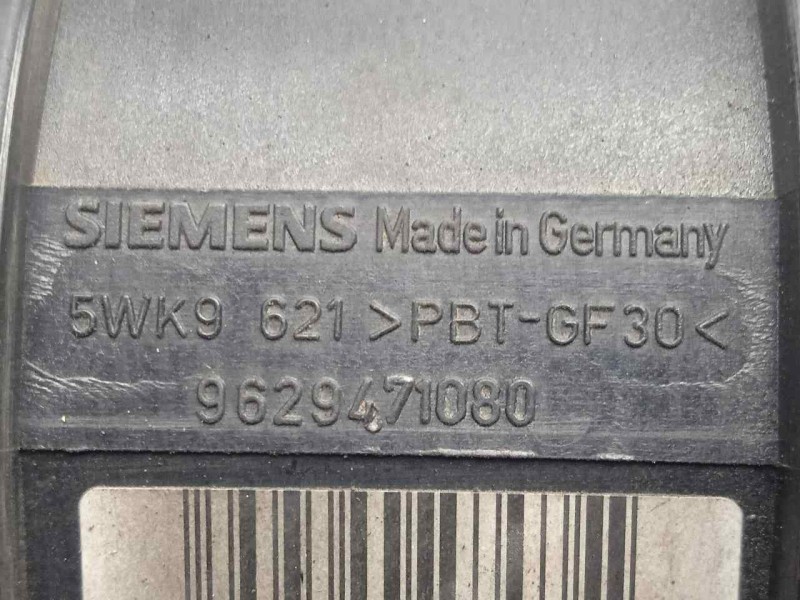 SIEMENS Made in Germany
5WK9 621 >PBT-GF30<
9629471080